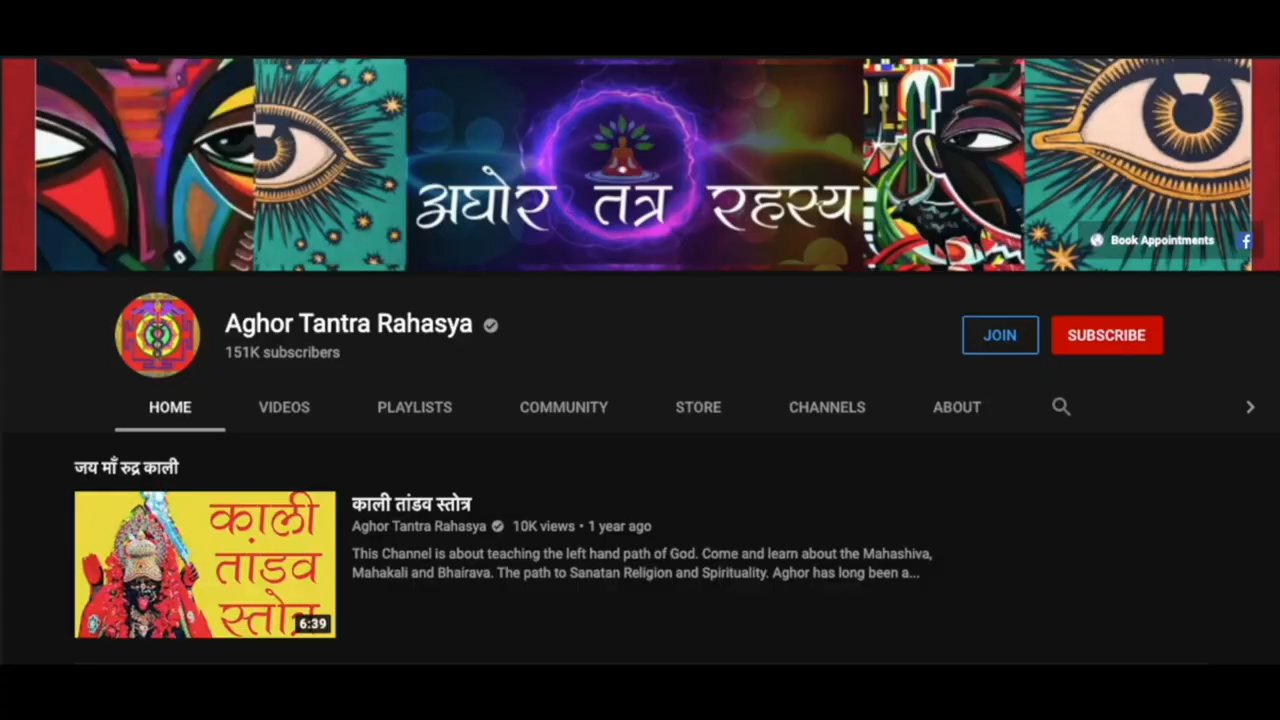 अघोर तत्र रहस्य
Book Appointments
Aghor Tantra Rahasya
151K subscribers
JOIN
SUBSCRIBE
HOME VIDEOS PLAYLISTS COMMUNITY STORE CHANNELS ABOUT
जय माँ रुद्र काली
काली
तांडव
स्तोत्र
6:39
काली तांडव स्तोत्र
Aghor Tantra Rahasya 10K views • 1 year ago
This Channel is about teaching the left hand path of God. Come and learn about the Mahashiva,
Mahakali and Bhairava. The path to Sanatan Religion and Spirituality. Aghor has long been a...